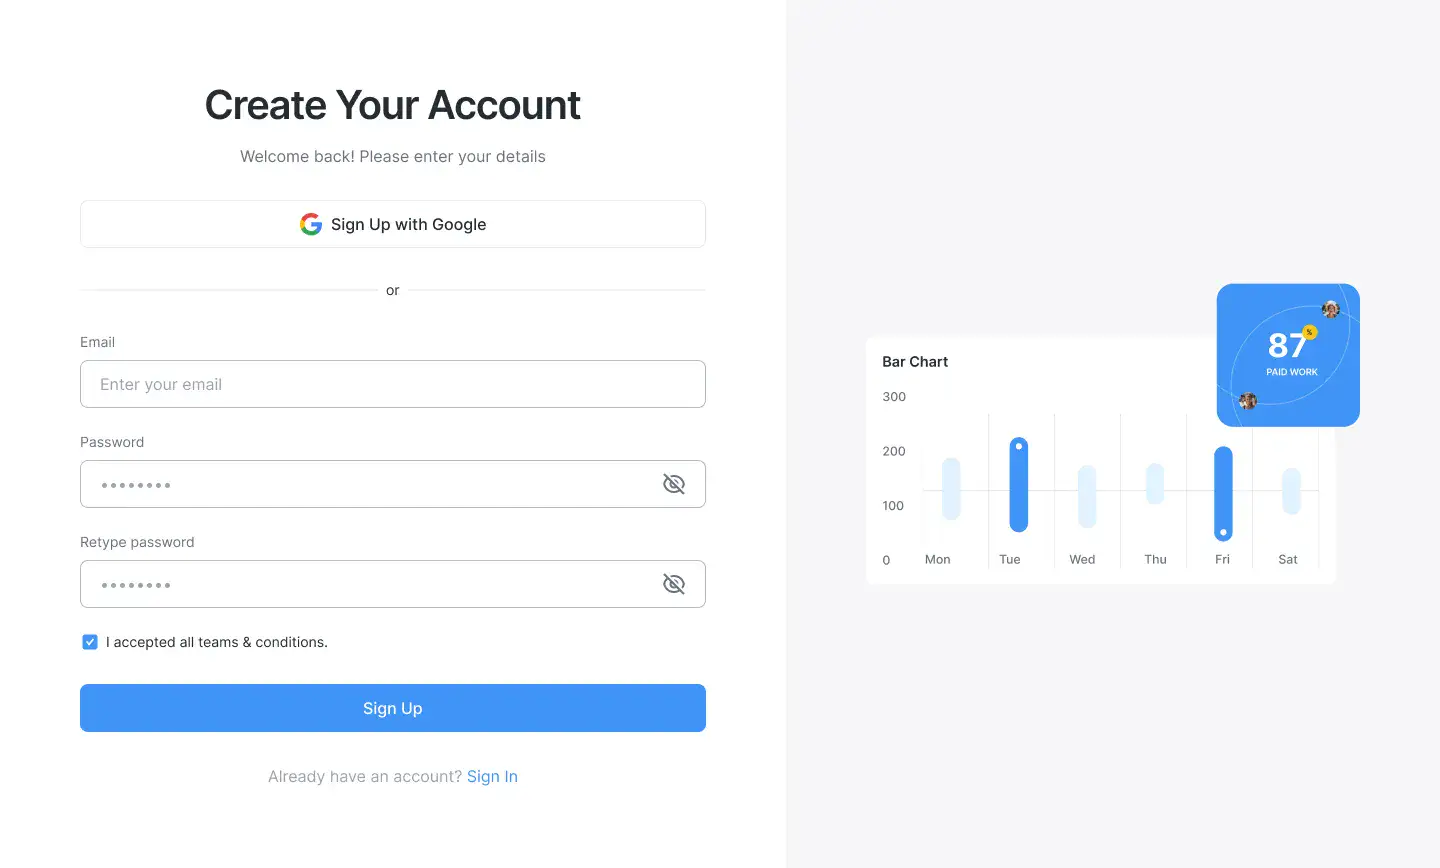 Create Your Account
Welcome back! Please enter your details
Sign Up with Google
or
Email
Enter your email
Password
Retype password
I accepted all teams & conditions.
Sign Up
Already have an account? Sign In
87%
PAID WORK
Bar Chart
300
200
100
0
Mon Tue Wed Thu Fri Sat